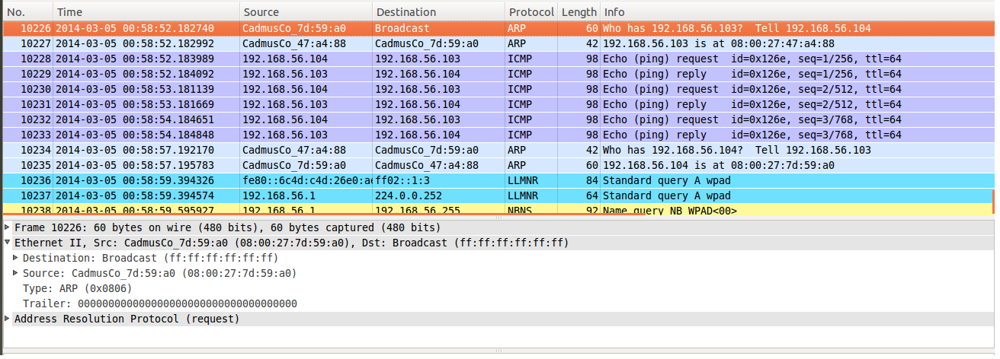 No. Time Source Destination Protocol Length Info
10226 2014-03-05 00:58:52.182740 CadmusCo_7d:59:a0 Broadcast ARP 60 Who has 192.168.56.103? Tell 192.168.56.104
10227 2014-03-05 00:58:52.182992 CadmusCo_47:a4:88 CadmusCo_7d:59:a0 ARP 42 192.168.56.103 is at 08:00:27:47:a4:88
10228 2014-03-05 00:58:52.183989 192.168.56.104 192.168.56.103 ICMP 98 Echo (ping) request id=0x126e, seq=1/256, ttl=64
10229 2014-03-05 00:58:52.184092 192.168.56.103 192.168.56.104 ICMP 98 Echo (ping) reply id=0x126e, seq=1/256, ttl=64
10230 2014-03-05 00:58:53.181139 192.168.56.104 192.168.56.103 ICMP 98 Echo (ping) request id=0x126e, seq=2/512, ttl=64
10231 2014-03-05 00:58:53.181669 192.168.56.103 192.168.56.104 ICMP 98 Echo (ping) reply id=0x126e, seq=2/512, ttl=64
10232 2014-03-05 00:58:54.184651 192.168.56.104 192.168.56.103 ICMP 98 Echo (ping) request id=0x126e, seq=3/768, ttl=64
10233 2014-03-05 00:58:54.184848 192.168.56.103 192.168.56.104 ICMP 98 Echo (ping) reply id=0x126e, seq=3/768, ttl=64
10234 2014-03-05 00:58:57.192170 CadmusCo_47:a4:88 CadmusCo_7d:59:a0 ARP 42 Who has 192.168.56.104? Tell 192.168.56.103
10235 2014-03-05 00:58:57.195783 CadmusCo_7d:59:a0 CadmusCo_47:a4:88 ARP 60 192.168.56.104 is at 08:00:27:7d:59:a0
10236 2014-03-05 00:58:59.394326 fe80::6c4d:c4d:26e0:ae ff02::1:3 LLMNR 84 Standard query A wpad
10237 2014-03-05 00:58:59.394574 192.168.56.1 224.0.0.252 LLMNR 64 Standard query A wpad
10238 2014-03-05 00:58:59.595927 192.168.56.1 192.168.56.255 NBNS 92 Name query NB WPAD<00>
Frame 10226: 60 bytes on wire (480 bits), 60 bytes captured (480 bits)
Ethernet II, Src: CadmusCo_7d:59:a0 (08:00:27:7d:59:a0), Dst: Broadcast (ff:ff:ff:ff:ff:ff)
Destination: Broadcast (ff:ff:ff:ff:ff:ff)
Source: CadmusCo_7d:59:a0 (08:00:27:7d:59:a0)
Type: ARP (0x0806)
Trailer: 000000000000000000000000000000000000
Address Resolution Protocol (request)